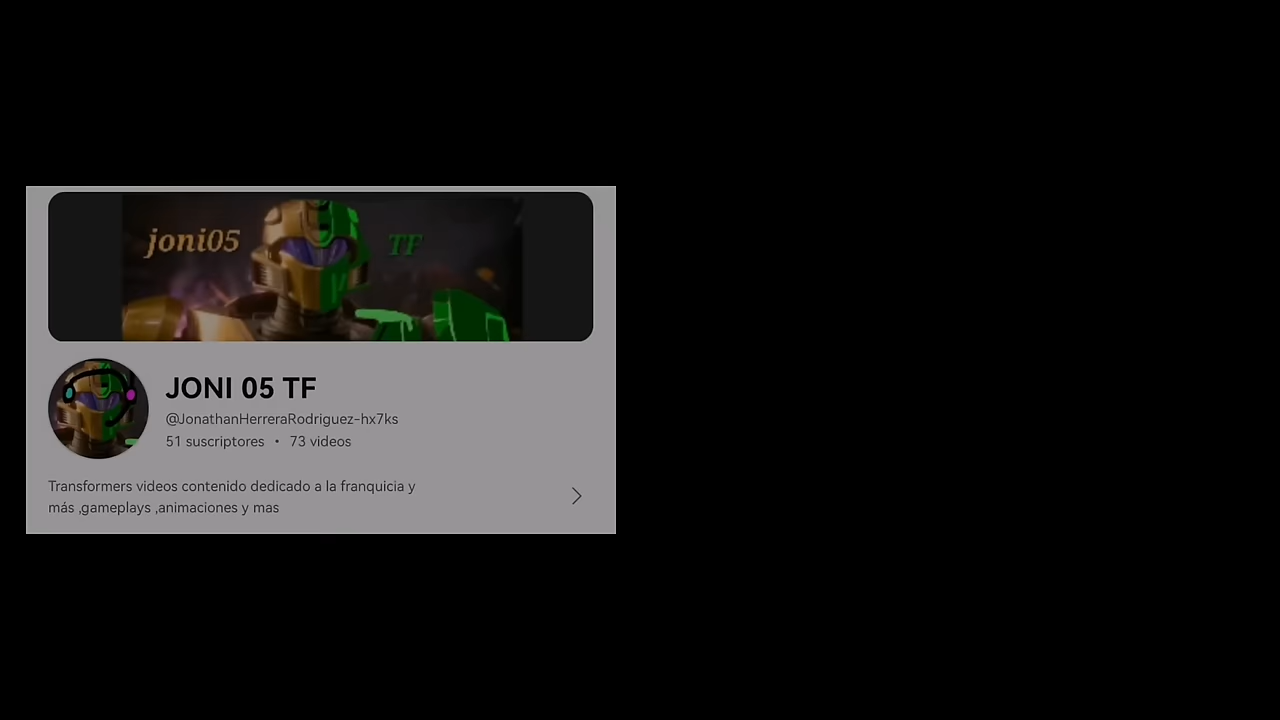 joni05 TF
JONI 05 TF
@JonathanHerreraRodriguez-hx7ks
51 suscriptores • 73 videos
Transformers videos contenido dedicado a la franquicia y
más ,gameplays ,animaciones y mas